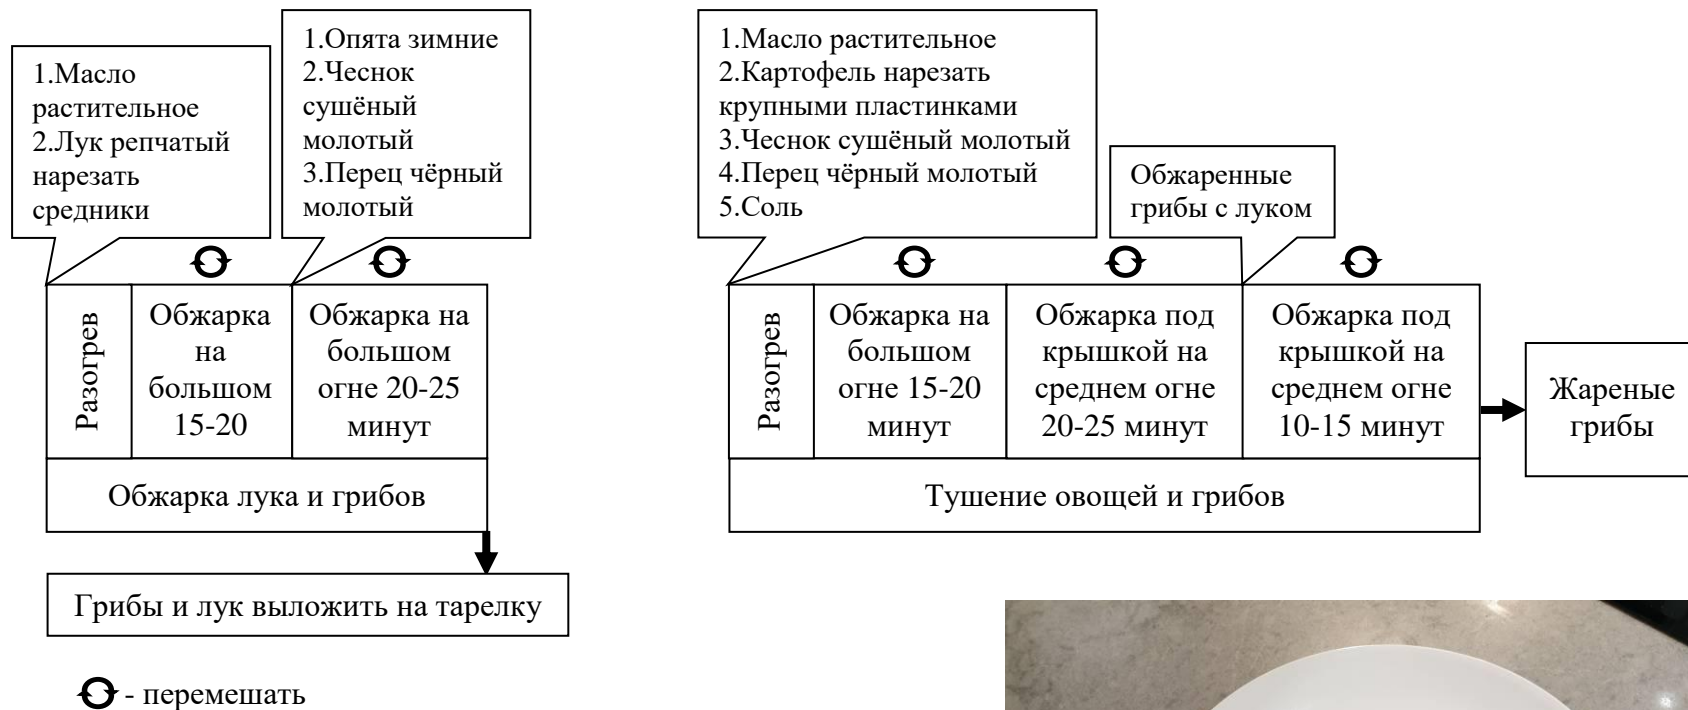 1.Масло
растительное
2.Лук репчатый
нарезать
средники
1.Опята зимние
2.Чеснок
сушёный
молотый
3.Перец чёрный
молотый
1.Масло растительное
2.Картофель нарезать
крупными пластинками
3.Чеснок сушёный молотый
4.Перец чёрный молотый
5.Соль
Обжаренные
грибы с луком
Разогрев
Обжарка
на
большом
15-20
Обжарка на
большом
огне 20-25
минут
Обжарка лука и грибов
Грибы и лук выложить на тарелку
Разогрев
Обжарка на
большом
огне 15-20
минут
Обжарка под
крышкой на
среднем огне
20-25 минут
Обжарка под
крышкой на
среднем огне
10-15 минут
Тушение овощей и грибов
Жареные
грибы
- перемешать